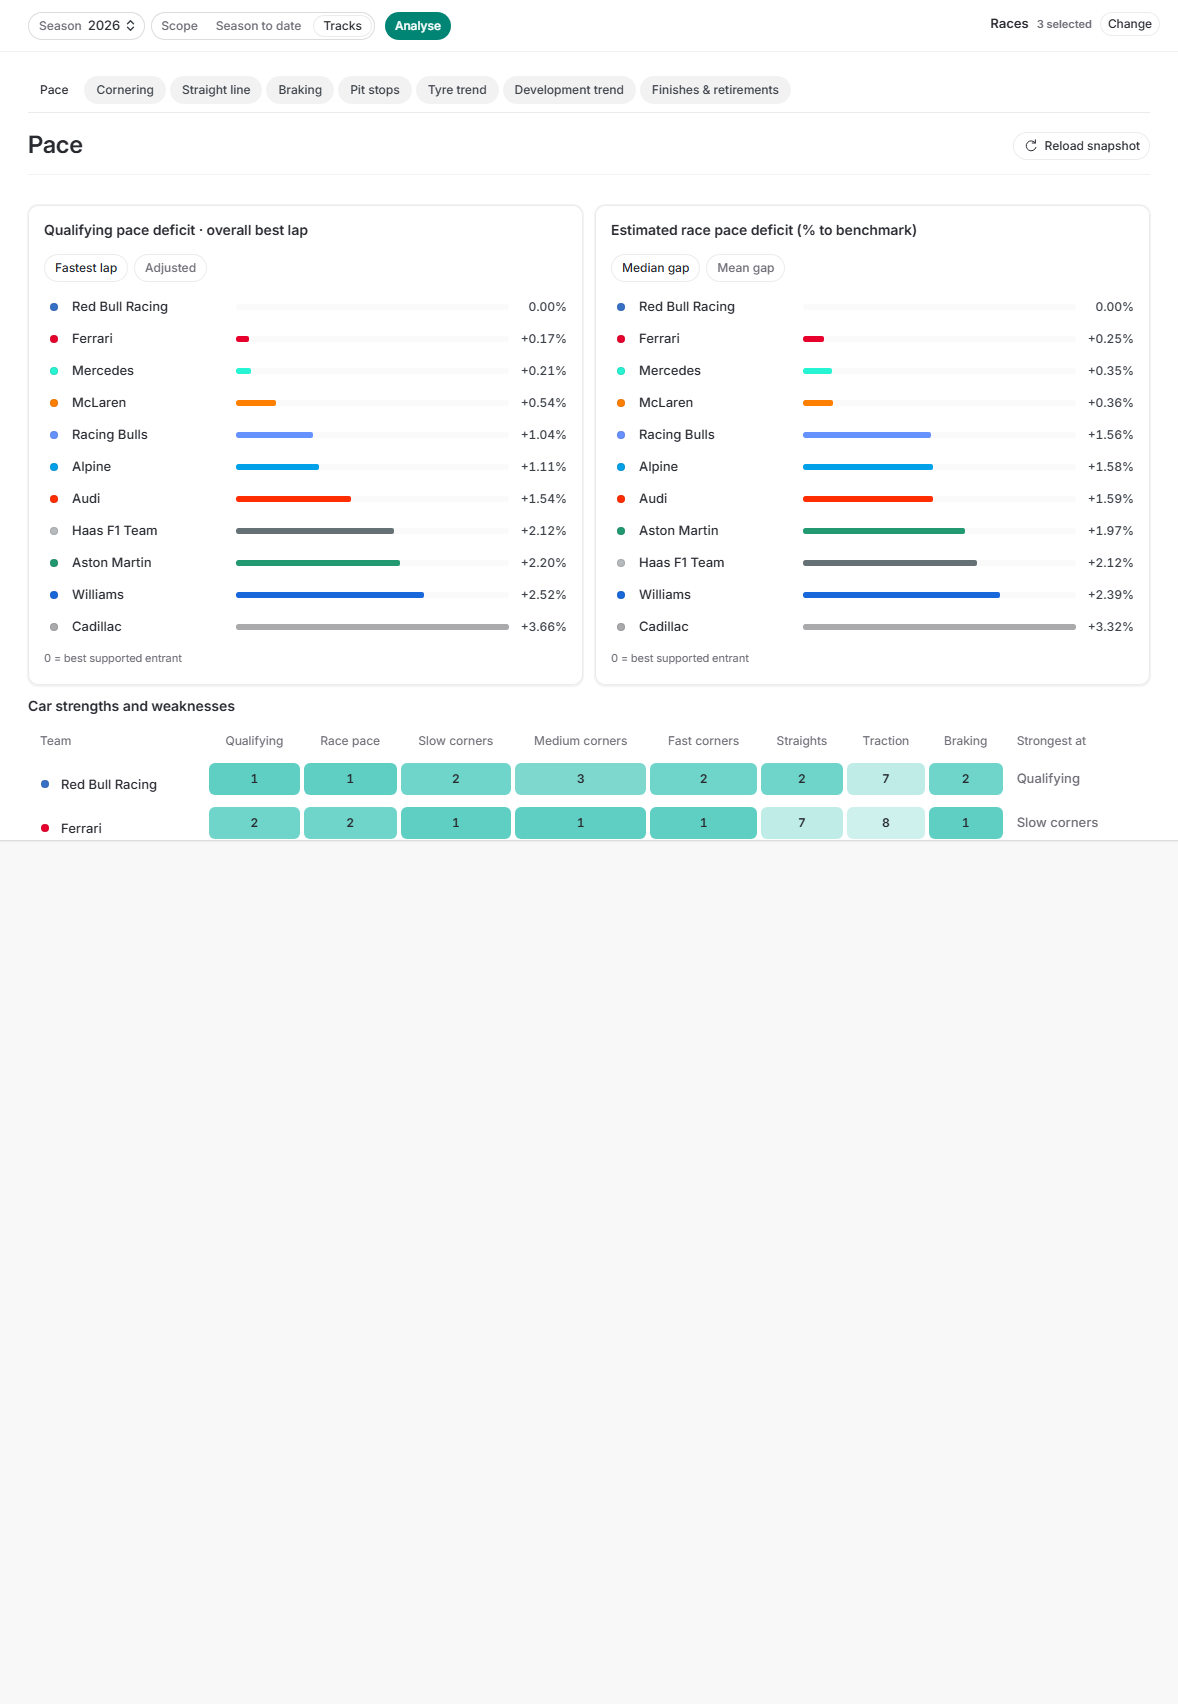 Season 2026 Scope Season to date Tracks Analyse Races 3 selected Change
Pace Cornering Straight line Braking Pit stops Tyre trend Development trend Finishes & retirements
Pace Reload snapshot
Qualifying pace deficit · overall best lap
Fastest lap Adjusted
Red Bull Racing 0.00%
Ferrari +0.17%
Mercedes +0.21%
McLaren +0.54%
Racing Bulls +1.04%
Alpine +1.11%
Audi +1.54%
Haas F1 Team +2.12%
Aston Martin +2.20%
Williams +2.52%
Cadillac +3.66%
0 = best supported entrant
Estimated race pace deficit (% to benchmark)
Median gap Mean gap
Red Bull Racing 0.00%
Ferrari +0.25%
Mercedes +0.35%
McLaren +0.36%
Racing Bulls +1.56%
Alpine +1.58%
Audi +1.59%
Aston Martin +1.97%
Haas F1 Team +2.12%
Williams +2.39%
Cadillac +3.32%
0 = best supported entrant
Car strengths and weaknesses
Team Qualifying Race pace Slow corners Medium corners Fast corners Straights Traction Braking Strongest at
Red Bull Racing 1 1 2 3 2 2 7 2 Qualifying
Ferrari 2 2 1 1 1 7 8 1 Slow corners